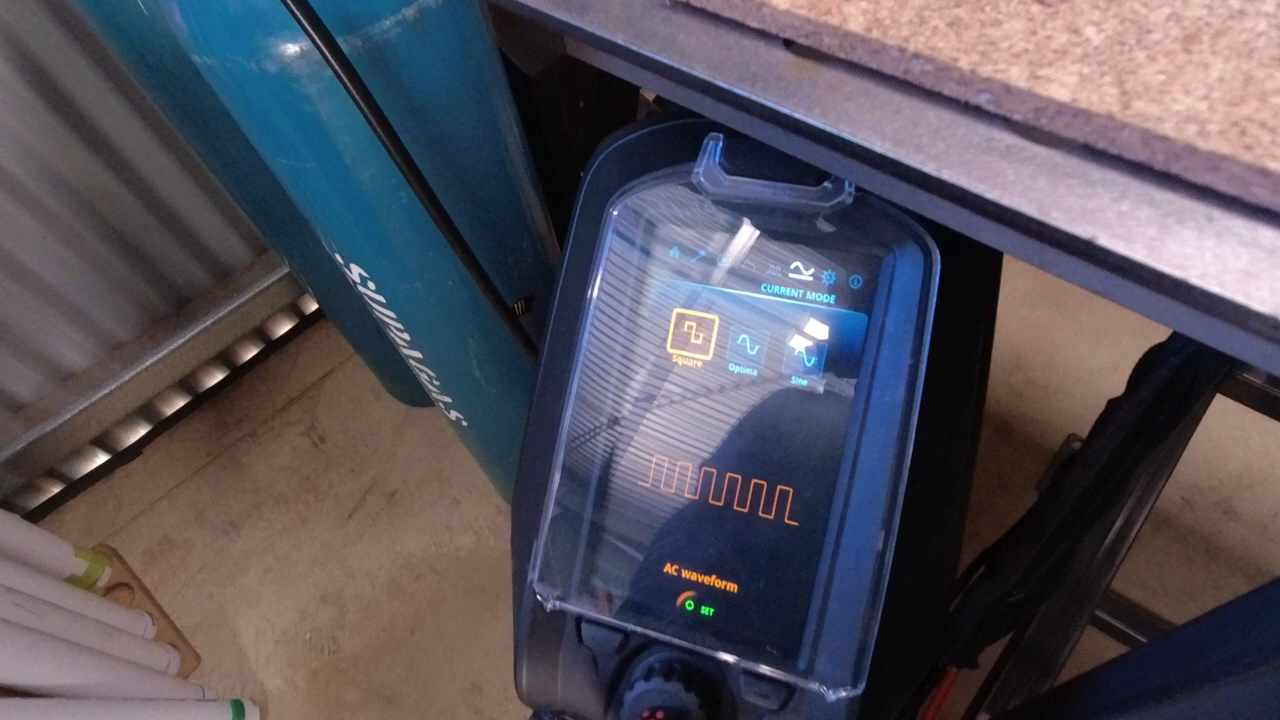 CURRENT MODE
Square
Optima
Sine
AC waveform
SET